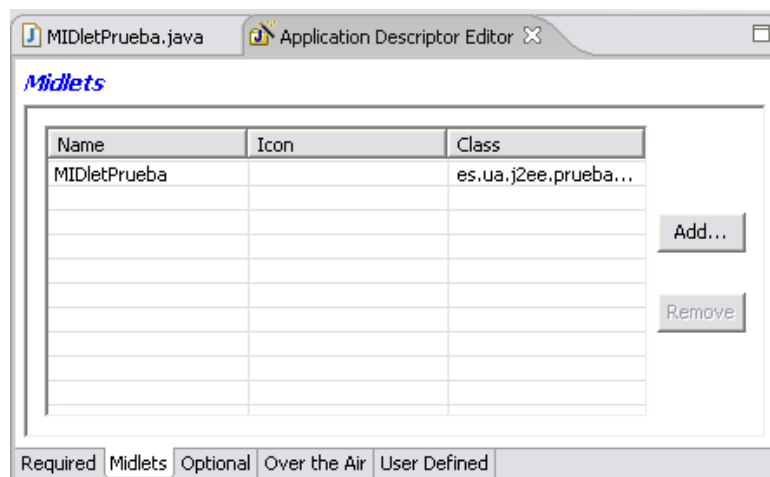 MIDletPrueba.java Application Descriptor Editor
Midlets
Name Icon Class
MIDletPrueba es.ua.j2ee.prueba...
Add...
Remove
Required Midlets Optional Over the Air User Defined